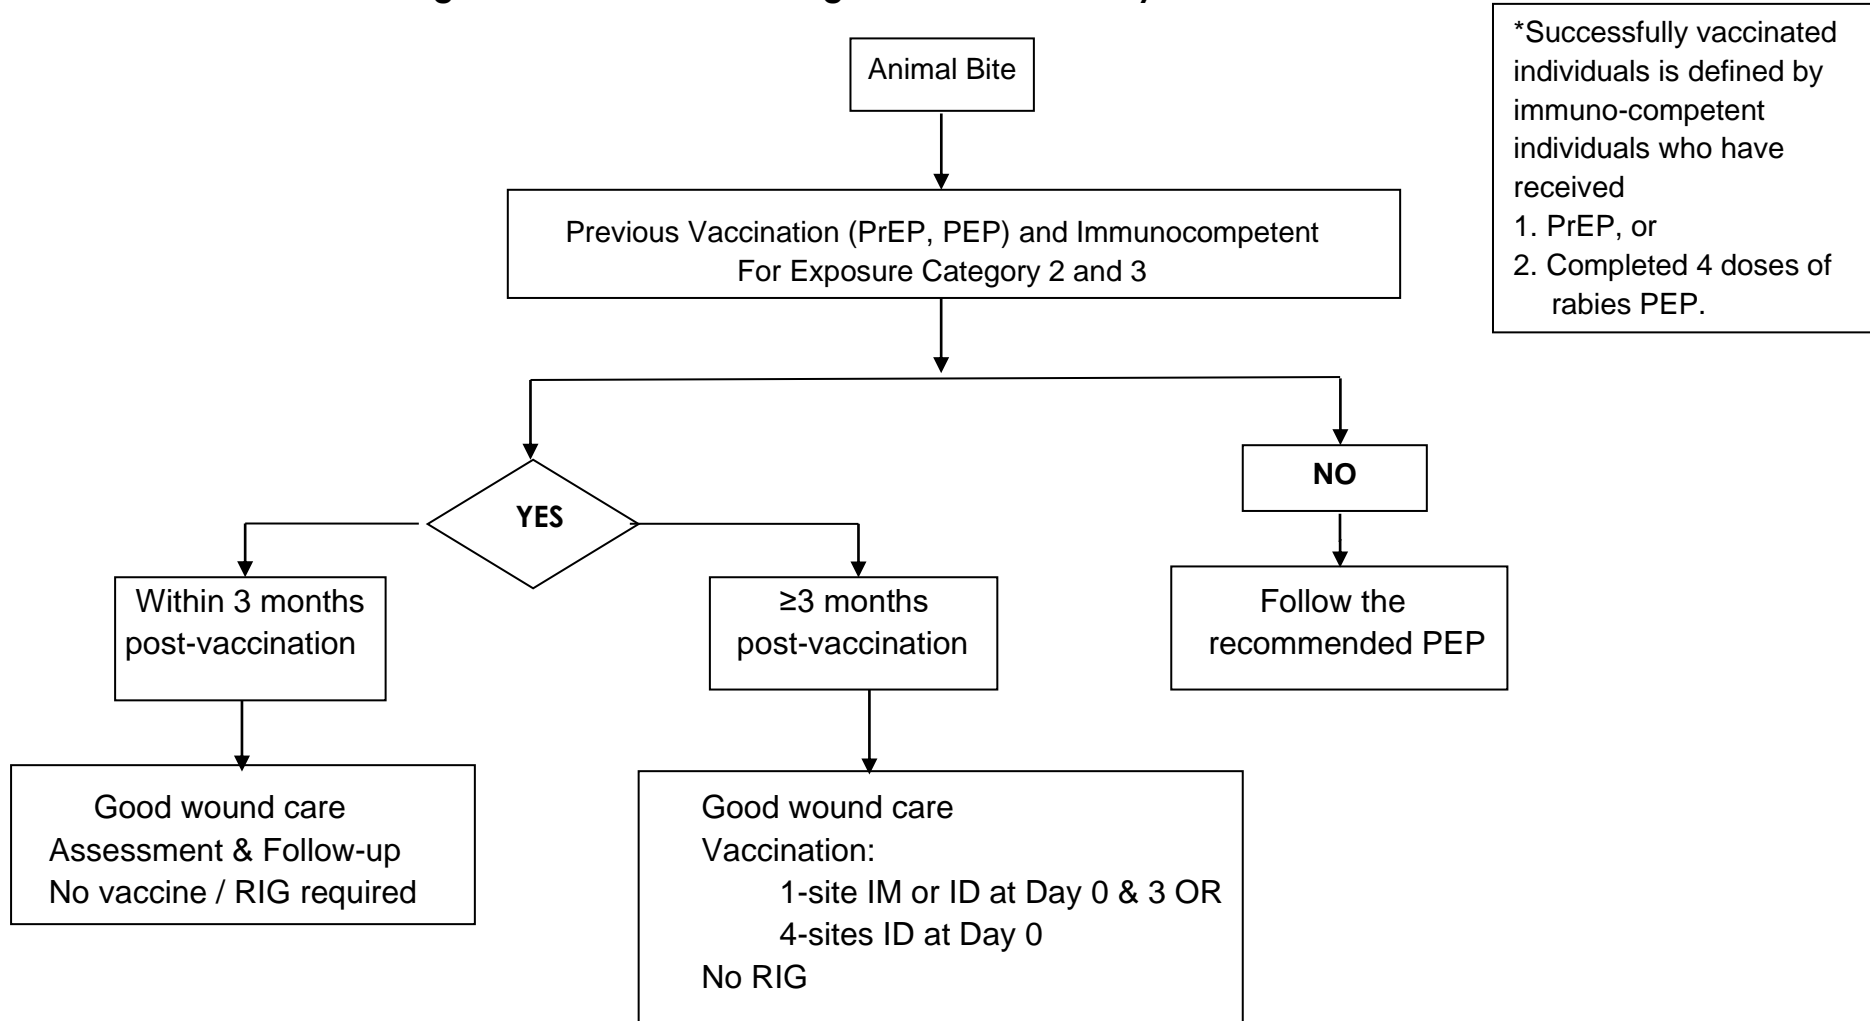 Animal Bite
*Successfully vaccinated
individuals is defined by
immuno-competent
individuals who have
received
1. PrEP, or
2. Completed 4 doses of
rabies PEP.
Previous Vaccination (PrEP, PEP) and Immunocompetent
For Exposure Category 2 and 3
YES
NO
Within 3 months
post-vaccination
≥3 months
post-vaccination
Follow the
recommended PEP
Good wound care
Assessment & Follow-up
No vaccine / RIG required
Good wound care
Vaccination:
1-site IM or ID at Day 0 & 3 OR
4-sites ID at Day 0
No RIG